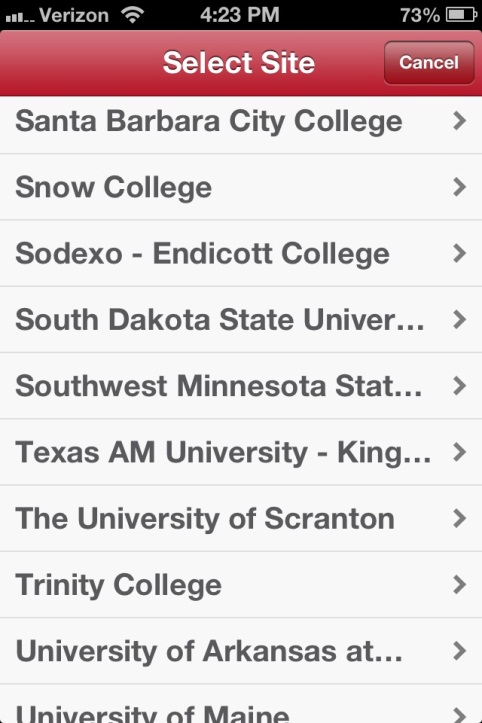 Verizon 4:23 PM 73%
Select Site Cancel
Santa Barbara City College
Snow College
Sodexo - Endicott College
South Dakota State Univer...
Southwest Minnesota Stat...
Texas AM University - King...
The University of Scranton
Trinity College
University of Arkansas at...
University of Maine